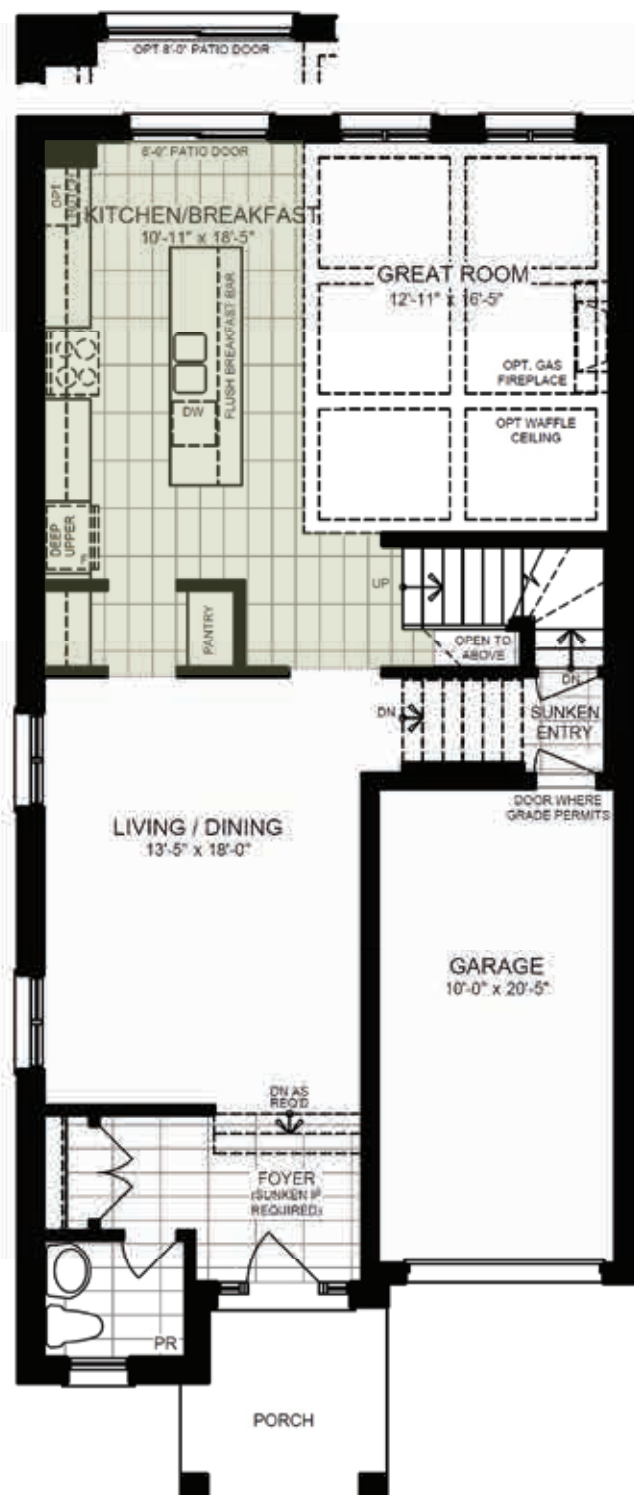 OPT 8'-0" PATIO DOOR
6'-0" PATIO DOOR
OPT
KITCHEN/BREAKFAST
10'-11" x 18'-5"
GREAT ROOM
12'-11" x 16'-5"
FLUSH BREAKFAST BAR
OPT. GAS
FIREPLACE
DW
OPT WAFFLE
CEILING
DEEP
UPPER
UP
PANTRY
OPEN TO
ABOVE
DN
DN
SUNKEN
ENTRY
DOOR WHERE
GRADE PERMITS
LIVING / DINING
13'-5" x 18'-0"
GARAGE
10'-0" x 20'-5"
DN AS
REQ'D
FOYER
(SUNKEN IF
REQUIRED)
PR
PORCH